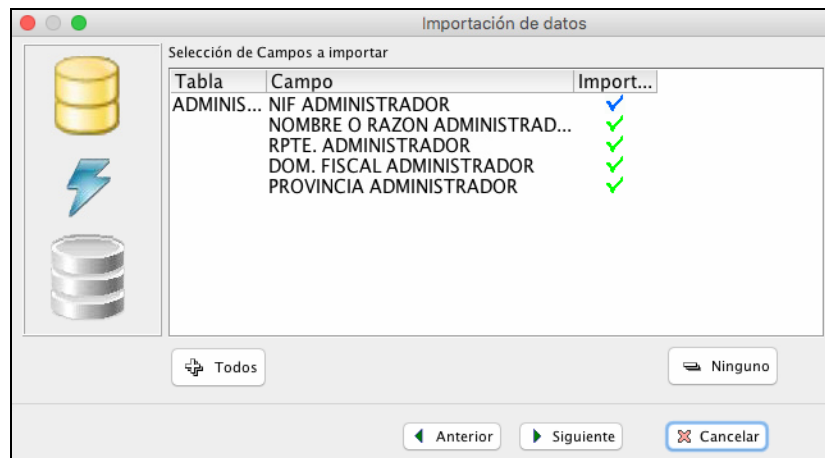 Importación de datos
Selección de Campos a importar
Tabla Campo Import...
ADMINIS... NIF ADMINISTRADOR
NOMBRE O RAZON ADMINISTRAD...
RPTE. ADMINISTRADOR
DOM. FISCAL ADMINISTRADOR
PROVINCIA ADMINISTRADOR
Todos Ninguno
Anterior Siguiente Cancelar